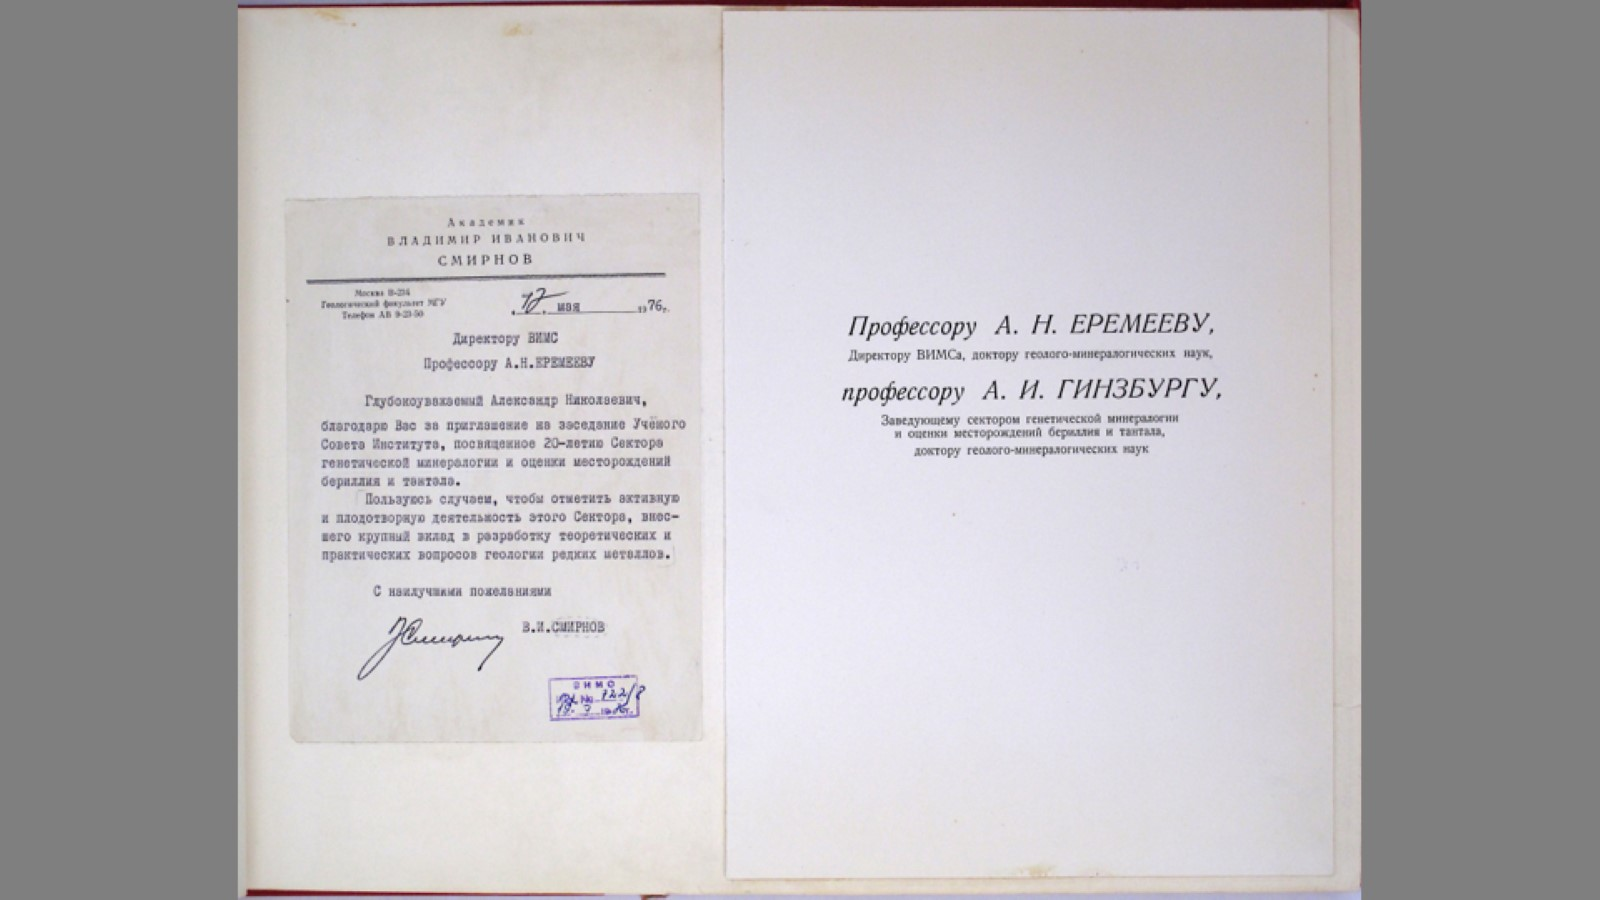 Академик
ВЛАДИМИР ИВАНОВИЧ
СМИРНОВ
Москва В-234
Геологический факультет МГУ
Телефон АВ 9-23-50
17 мая 1976г.
Директору ВИМС
Профессору А.Н.ЕРЕМЕЕВУ
Глубокоуважаемый Александр Николаевич,
благодарю Вас за приглашение на заседание Учёного
Совета Института, посвященное 20-летию Сектора
генетической минералогии и оценки месторождений
бериллия и тантала.
Пользуюсь случаем, чтобы отметить активную
и плодотворную деятельность этого Сектора, внес-
шего крупный вклад в разработку теоретических и
практических вопросов геологии редких металлов.
С наилучшими пожеланиями
В.И.СМИРНОВ
ВИМС
№
Профессору А. Н. ЕРЕМЕЕВУ,
Директору ВИМСа, доктору геолого-минералогических наук,
профессору А. И. ГИНЗБУРГУ,
Заведующему сектором генетической минералогии
и оценки месторождений бериллия и тантала,
доктору геолого-минералогических наук